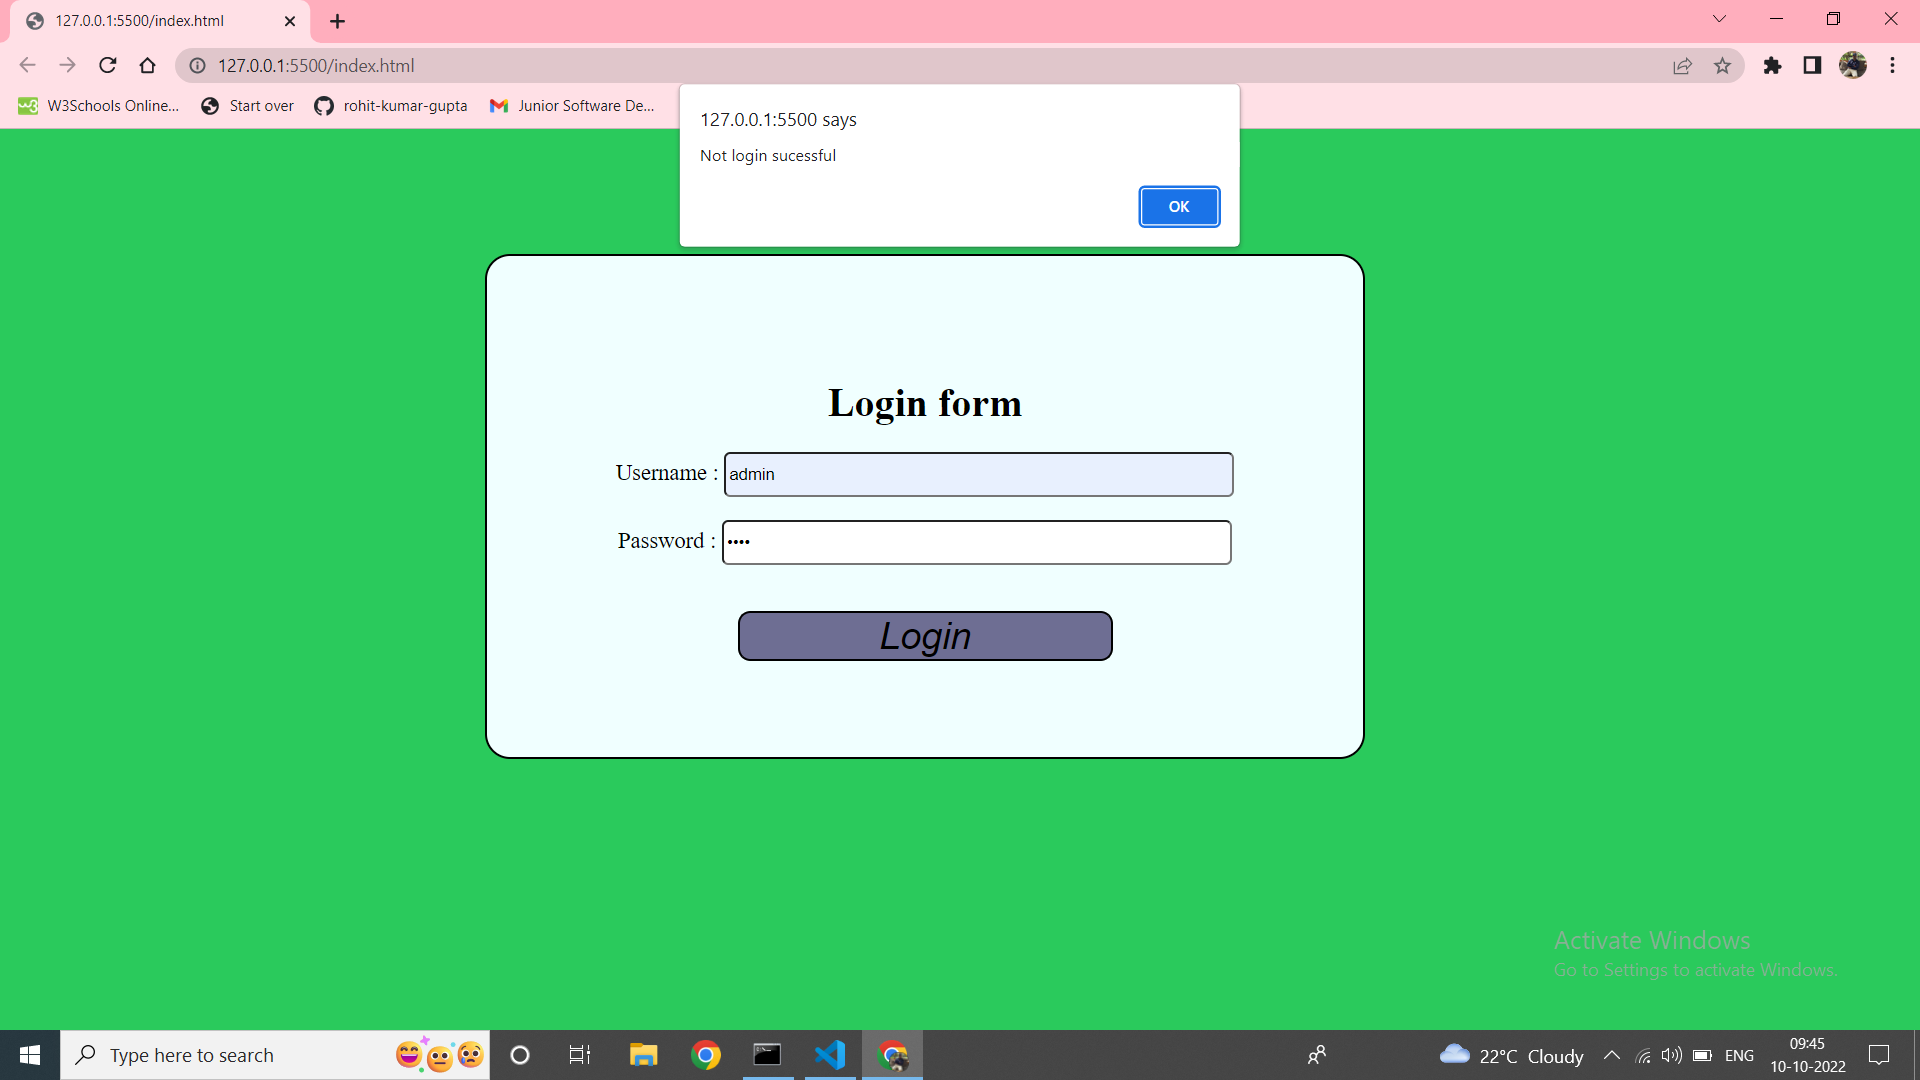 127.0.0.1:5500/index.html
127.0.0.1:5500/index.html
W3Schools Online...
Start over
rohit-kumar-gupta
Junior Software De...
127.0.0.1:5500 says
Not login sucessful
OK
Login form
Username : admin
Password : ••••
Login
Activate Windows
Go to Settings to activate Windows.
Type here to search
22°C Cloudy
ENG
09:45
10-10-2022